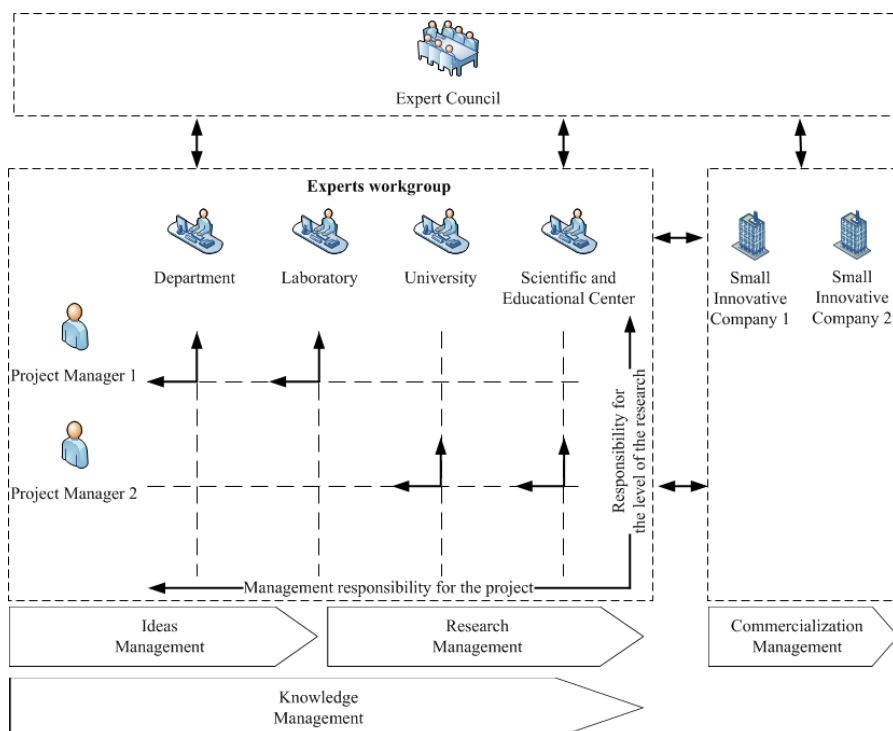 Expert Council
Experts workgroup
Department
Laboratory
University
Scientific and
Educational Center
Small
Innovative
Company 1
Small
Innovative
Company 2
Project Manager 1
Project Manager 2
Responsibility for
the level of the research
Management responsibility for the project
Ideas
Management
Research
Management
Commercialization
Management
Knowledge
Management